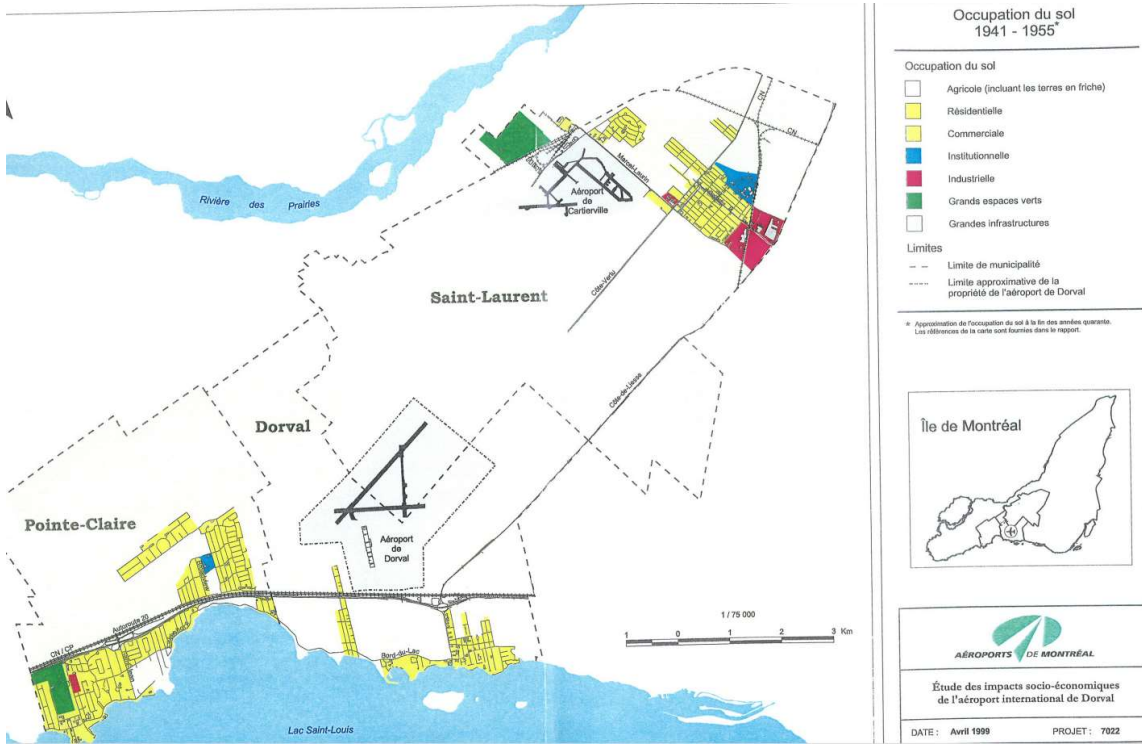 Occupation du sol
1941 - 1955*
Occupation du sol
Agricole (incluant les terres en friche)
Résidentielle
Commerciale
Institutionnelle
Industrielle
Grands espaces verts
Grandes infrastructures
Limites
Limite de municipalité
Limite approximative de la
propriété de l'aéroport de Dorval
* Approximation de l'occupation du sol à la fin des années quarante.
Les références de la carte sont fournies dans le rapport.
Île de Montréal
AÉROPORTS DE MONTRÉAL
Étude des impacts socio-économiques
de l'aéroport international de Dorval
DATE : Avril 1999 PROJET : 7022
Rivière des Prairies
CN
CN
Marcel-Laurin
Aéroport
de
Cartierville
Saint-Laurent
Côte-Vertu
Côte-de-Liesse
Dorval
Pointe-Claire
Aéroport
de
Dorval
Autoroute 20
CN / CP
Bord-du-Lac
Lac Saint-Louis
1 / 75 000
1 0 1 2 3 Km